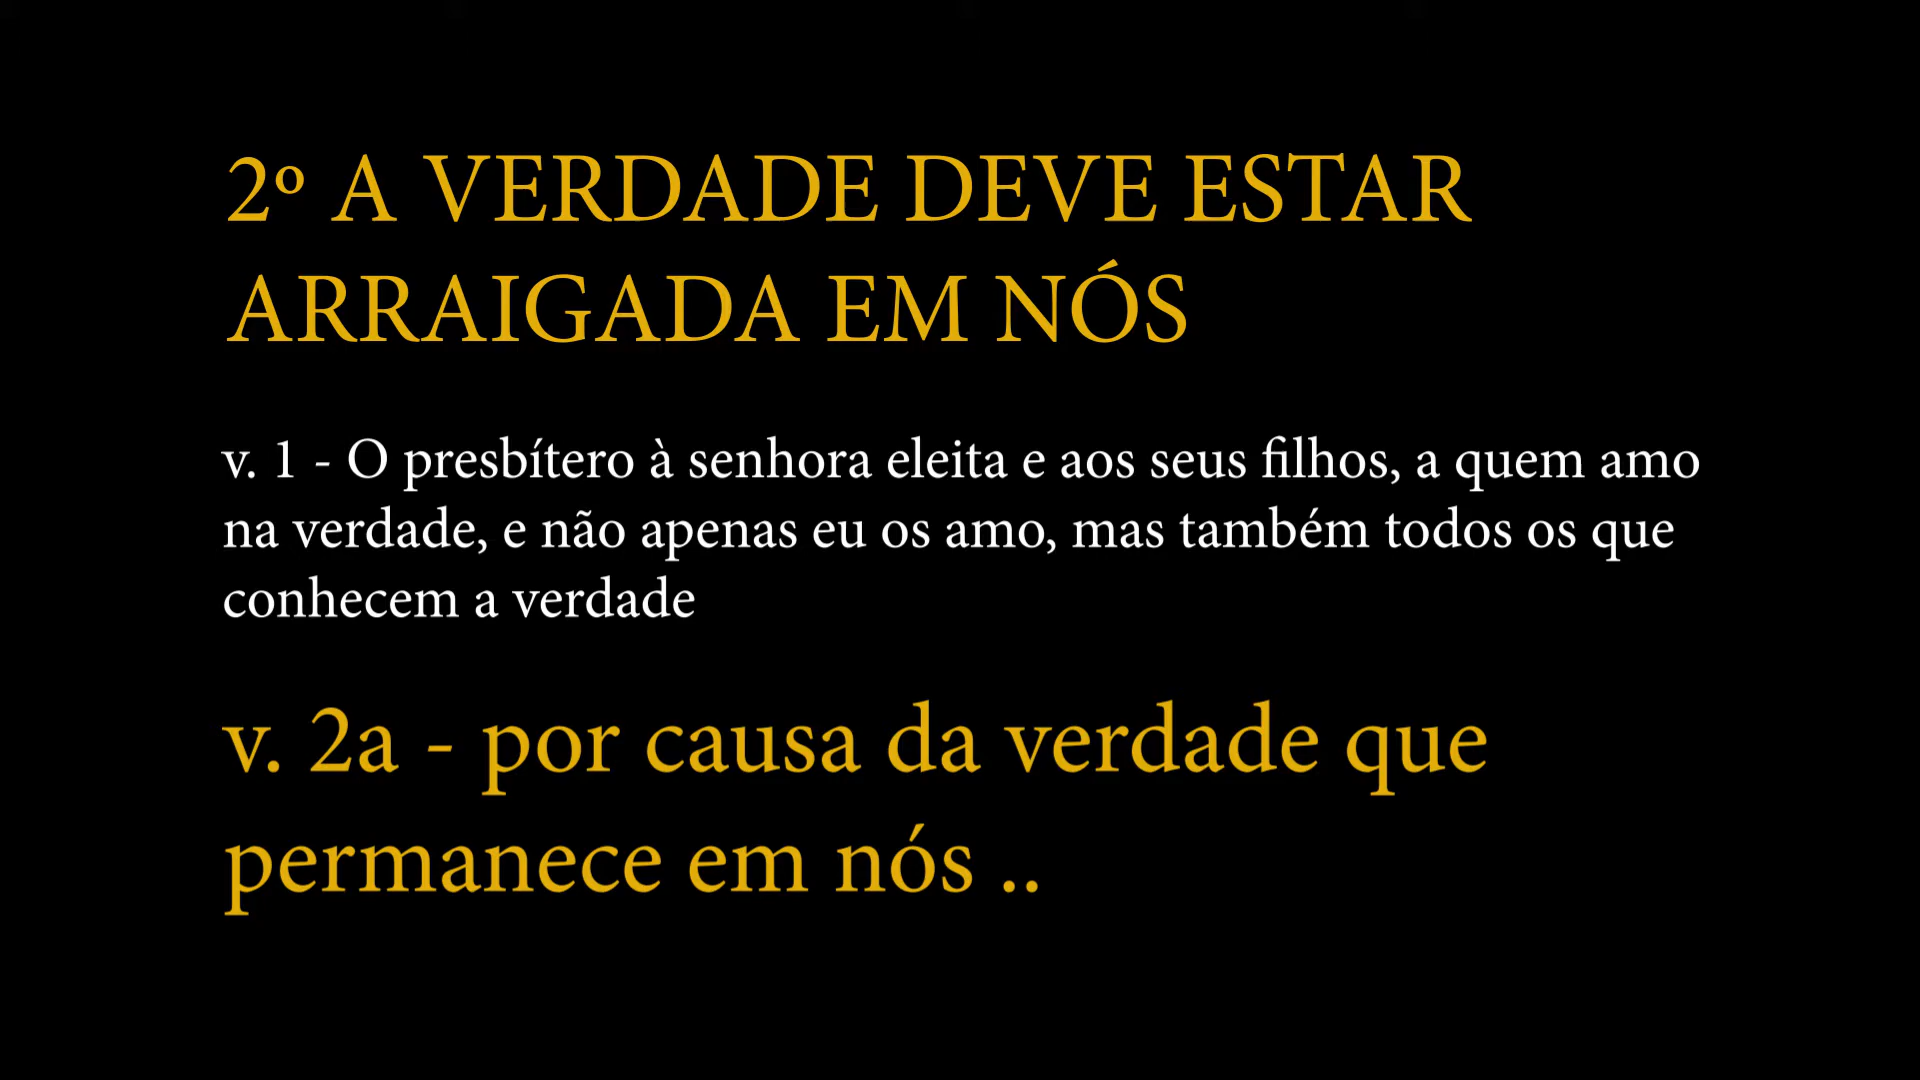 2º A VERDADE DEVE ESTAR
ARRAIGADA EM NÓS
v. 1 - O presbítero à senhora eleita e aos seus filhos, a quem amo
na verdade, e não apenas eu os amo, mas também todos os que
conhecem a verdade
v. 2a - por causa da verdade que
permanece em nós ..